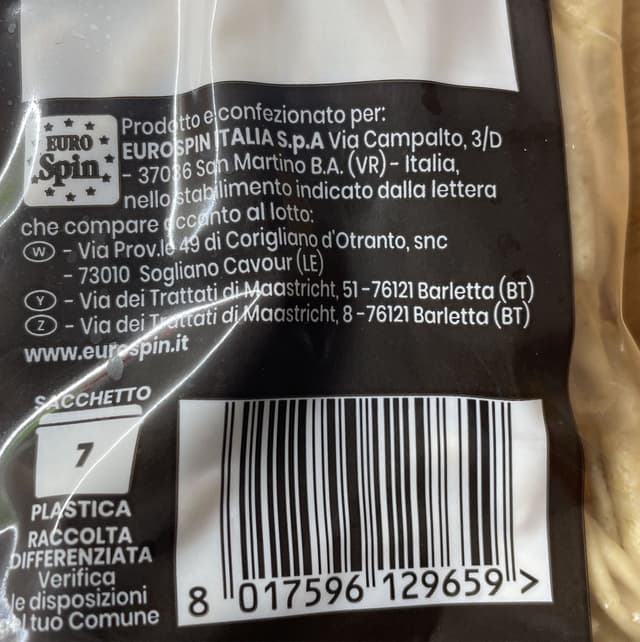 EURO
Spin
Prodotto e confezionato per:
EUROSPIN ITALIA S.p.A Via Campalto, 3/D
- 37036 San Martino B.A. (VR) - Italia,
nello stabilimento indicato dalla lettera
che compare accanto al lotto:
W - Via Prov.le 49 di Corigliano d'Otranto, snc
- 73010 Sogliano Cavour (LE)
Y - Via dei Trattati di Maastricht, 51 -76121 Barletta (BT)
Z - Via dei Trattati di Maastricht, 8 -76121 Barletta (BT)
www.eurospin.it
SACCHETTO
7
PLASTICA
RACCOLTA
DIFFERENZIATA
Verifica
le disposizioni
del tuo Comune
8 017596 129659 >